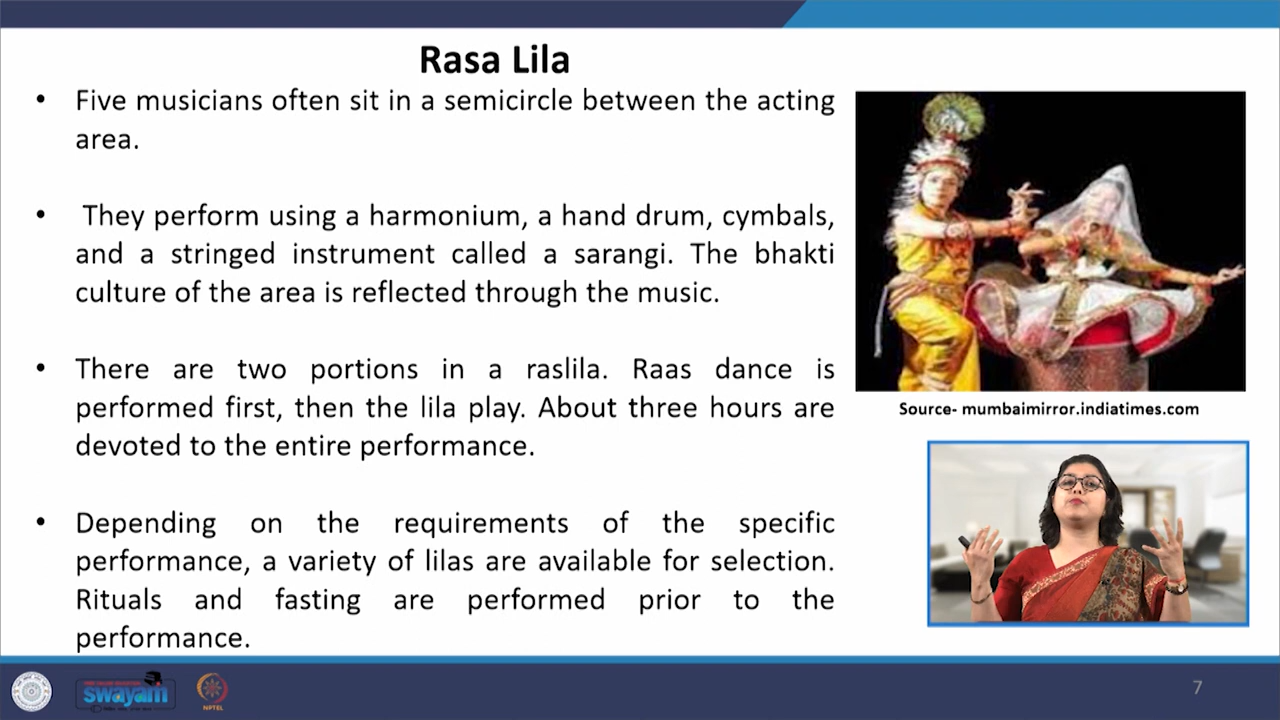 Rasa Lila
• Five musicians often sit in a semicircle between the acting
area.
• They perform using a harmonium, a hand drum, cymbals,
and a stringed instrument called a sarangi. The bhakti
culture of the area is reflected through the music.
• There are two portions in a raslila. Raas dance is
performed first, then the lila play. About three hours are
devoted to the entire performance.
• Depending on the requirements of the specific
performance, a variety of lilas are available for selection.
Rituals and fasting are performed prior to the
performance.
Source- mumbaimirror.indiatimes.com
swayam
NPTEL
7